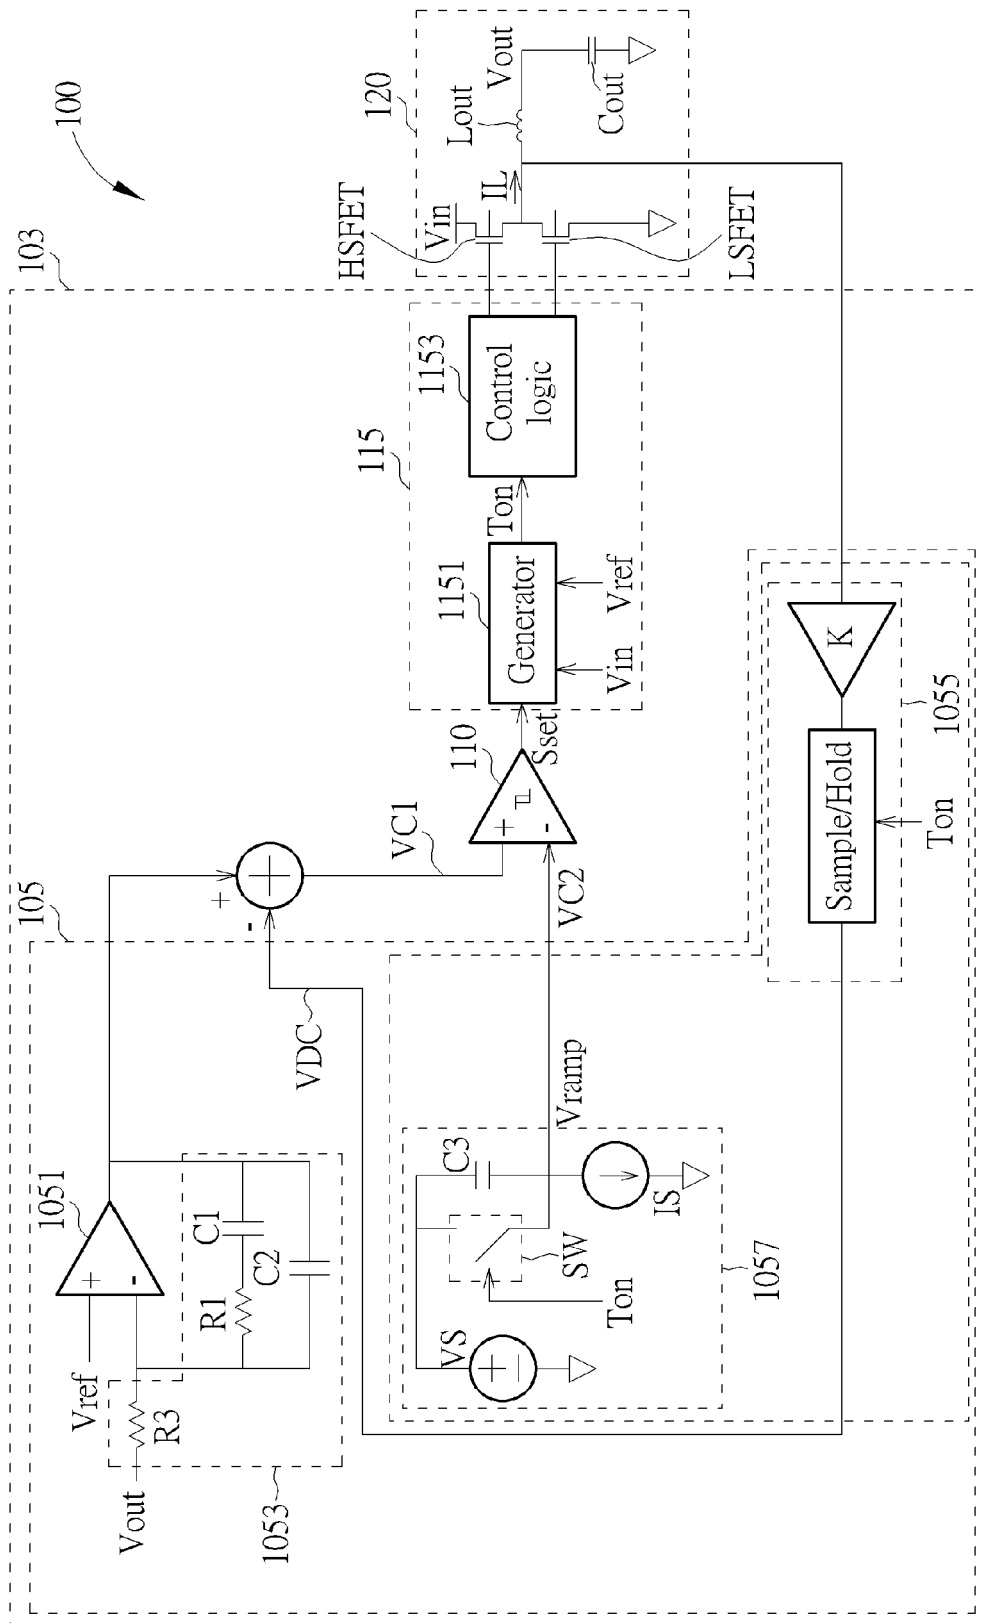 100
103
120
HSFET
Vin
IL
Lout
Vout
Cout
LSFET
115
1153
Control
logic
Ton
1151
Generator
Vin
Vref
110
Sset
+
-
VC1
VC2
+
-
VDC
105
1051
+
-
Vref
Vout
R3
R1
C1
C2
1053
VS
+
-
SW
Ton
C3
IS
Vramp
1057
K
Sample/Hold
Ton
1055